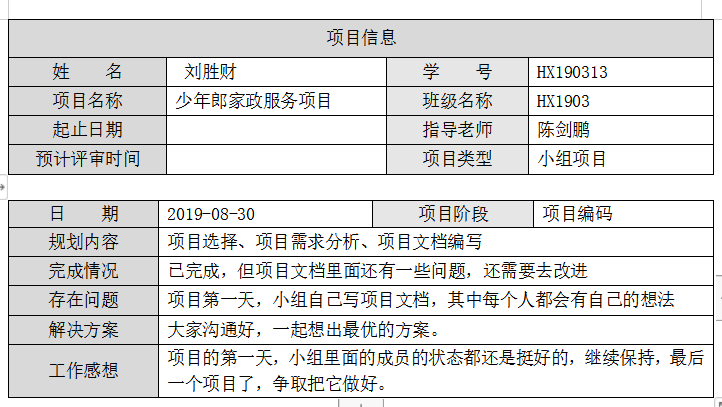 项目信息
姓 名 刘胜财 学 号 HX190313
项目名称 少年郎家政服务项目 班级名称 HX1903
起止日期 指导老师 陈剑鹏
预计评审时间 项目类型 小组项目
日 期 2019-08-30 项目阶段 项目编码
规划内容 项目选择、项目需求分析、项目文档编写
完成情况 已完成，但项目文档里面还有一些问题，还需要去改进
存在问题 项目第一天，小组自己写项目文档，其中每个人都会有自己的想法
解决方案 大家沟通好，一起想出最优的方案。
工作感想 项目的第一天，小组里面的成员的状态都还是挺好的，继续保持，最后
一个项目了，争取把它做好。